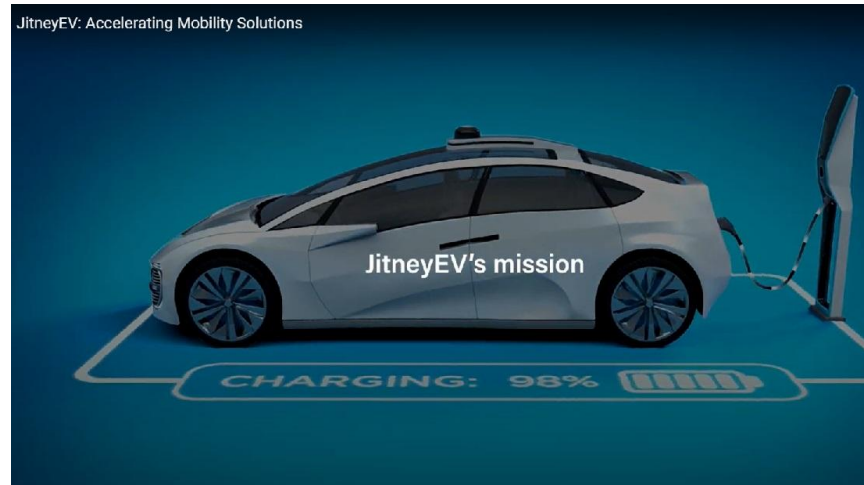 JitneyEV: Accelerating Mobility Solutions
JitneyEV's mission
CHARGING: 98%